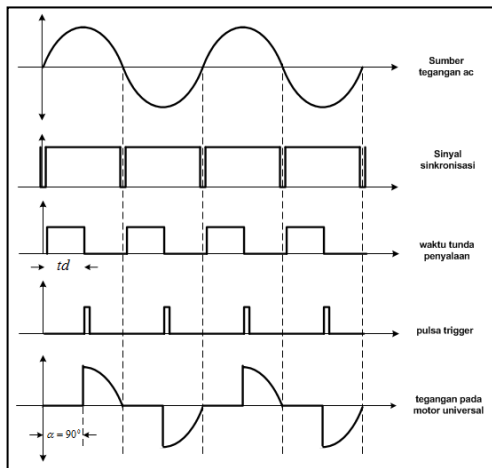 Sumber
tegangan ac
Sinyal
sinkronisasi
waktu tunda
penyalaan
td
pulsa trigger
tegangan pada
motor universal
α = 90°